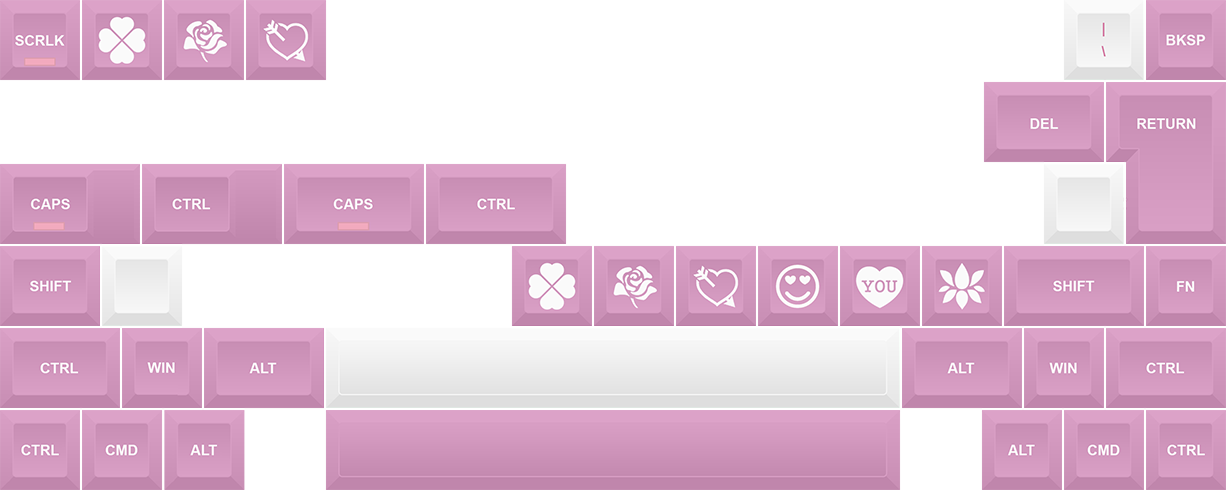 SCRLK
|
\
BKSP
DEL
RETURN
CAPS
CTRL
CAPS
CTRL
SHIFT
YOU
SHIFT
FN
CTRL
WIN
ALT
ALT
WIN
CTRL
CTRL
CMD
ALT
ALT
CMD
CTRL